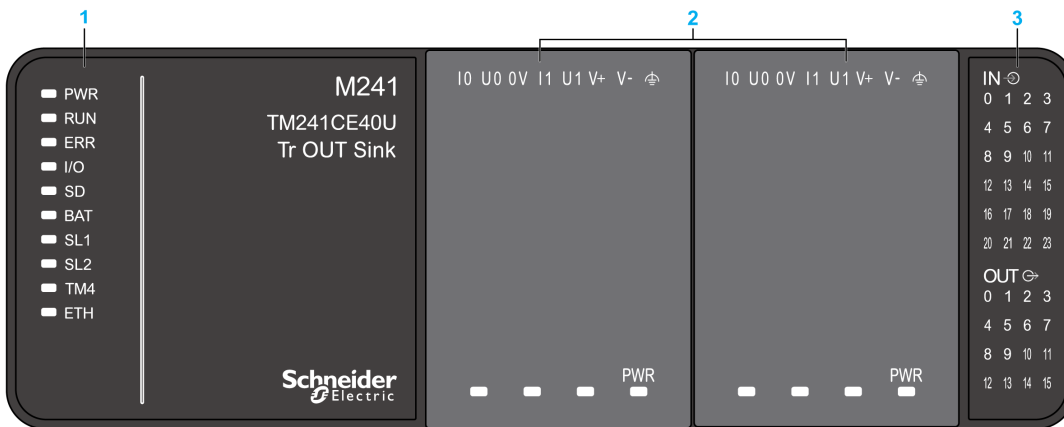 1
2
3
PWR
RUN
ERR
I/O
SD
BAT
SL1
SL2
TM4
ETH
M241
TM241CE40U
Tr OUT Sink
Schneider
Electric
I0 U0 0V I1 U1 V+ V-
PWR
I0 U0 0V I1 U1 V+ V-
PWR
IN
0 1 2 3
4 5 6 7
8 9 10 11
12 13 14 15
16 17 18 19
20 21 22 23
OUT
0 1 2 3
4 5 6 7
8 9 10 11
12 13 14 15